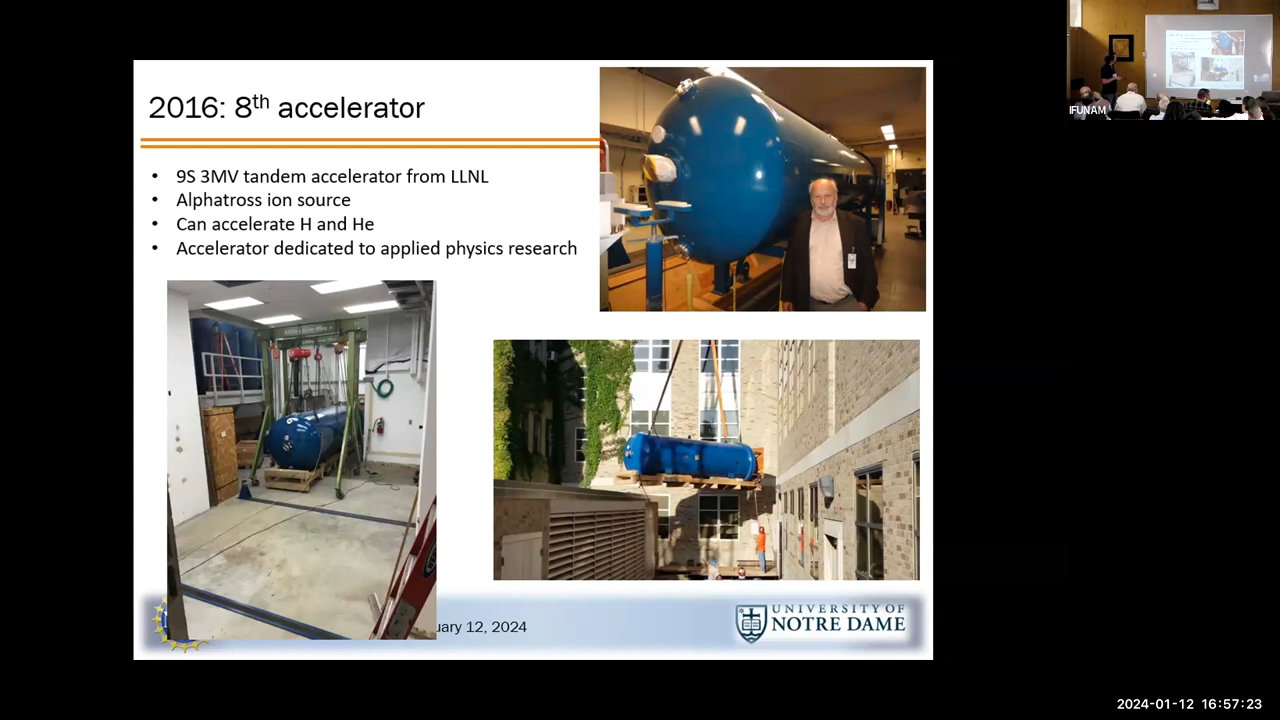 2016: 8th accelerator
• 9S 3MV tandem accelerator from LLNL
• Alphatross ion source
• Can accelerate H and He
• Accelerator dedicated to applied physics research
uary 12, 2024
UNIVERSITY OF
NOTRE DAME
IFUNAM
2024-01-12 16:57:23